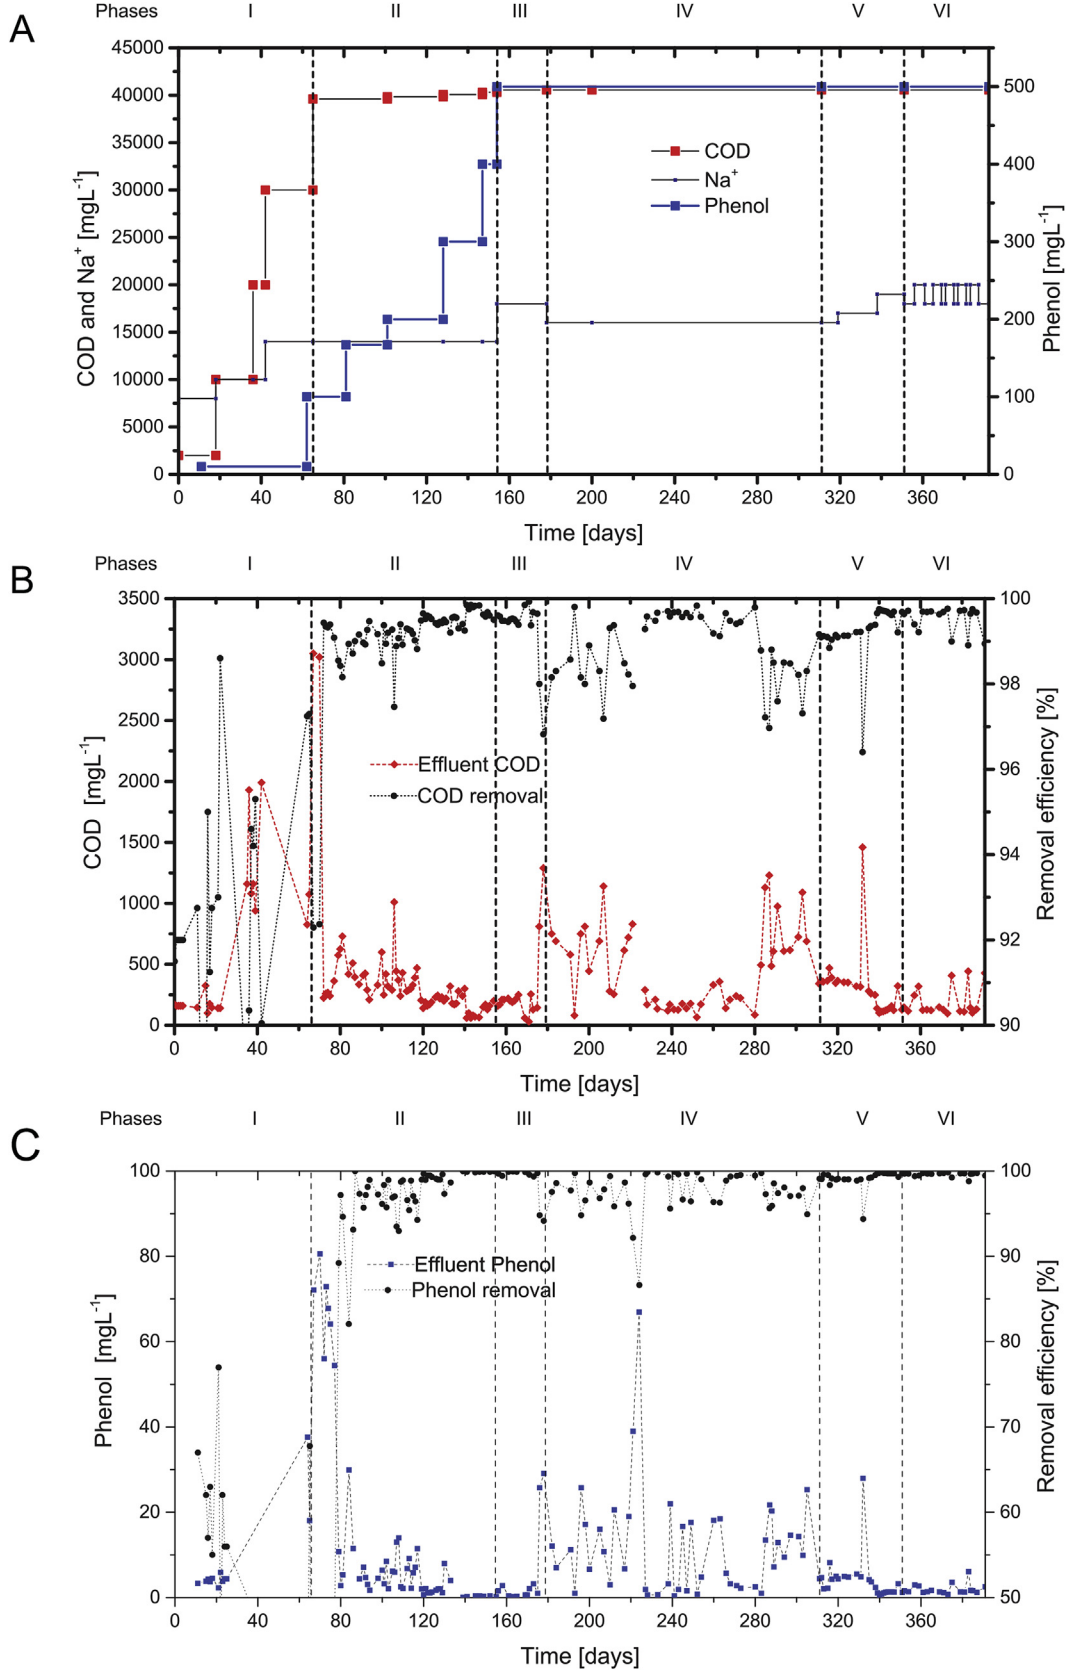 Phases I II III IV V VI
A
45000
40000
35000
30000
25000
20000
15000
10000
5000
0
COD and Na⁺ [mgL⁻¹]
500
400
300
200
100
0
Phenol [mgL⁻¹]
COD
Na⁺
Phenol
0 40 80 120 160 200 240 280 320 360
Time [days]
Phases I II III IV V VI
B
3500
3000
2500
2000
1500
1000
500
0
COD [mgL⁻¹]
100
98
96
94
92
90
Removal efficiency [%]
Effluent COD
COD removal
0 40 80 120 160 200 240 280 320 360
Time [days]
Phases I II III IV V VI
C
100
80
60
40
20
0
Phenol [mgL⁻¹]
100
90
80
70
60
50
Removal efficiency [%]
Effluent Phenol
Phenol removal
0 40 80 120 160 200 240 280 320 360
Time [days]